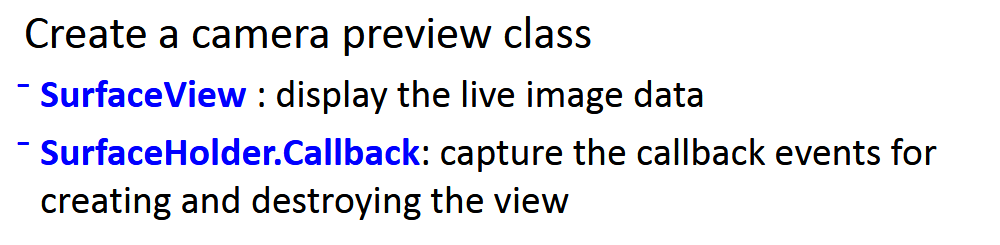 Create a camera preview class
- SurfaceView : display the live image data
- SurfaceHolder.Callback: capture the callback events for
creating and destroying the view